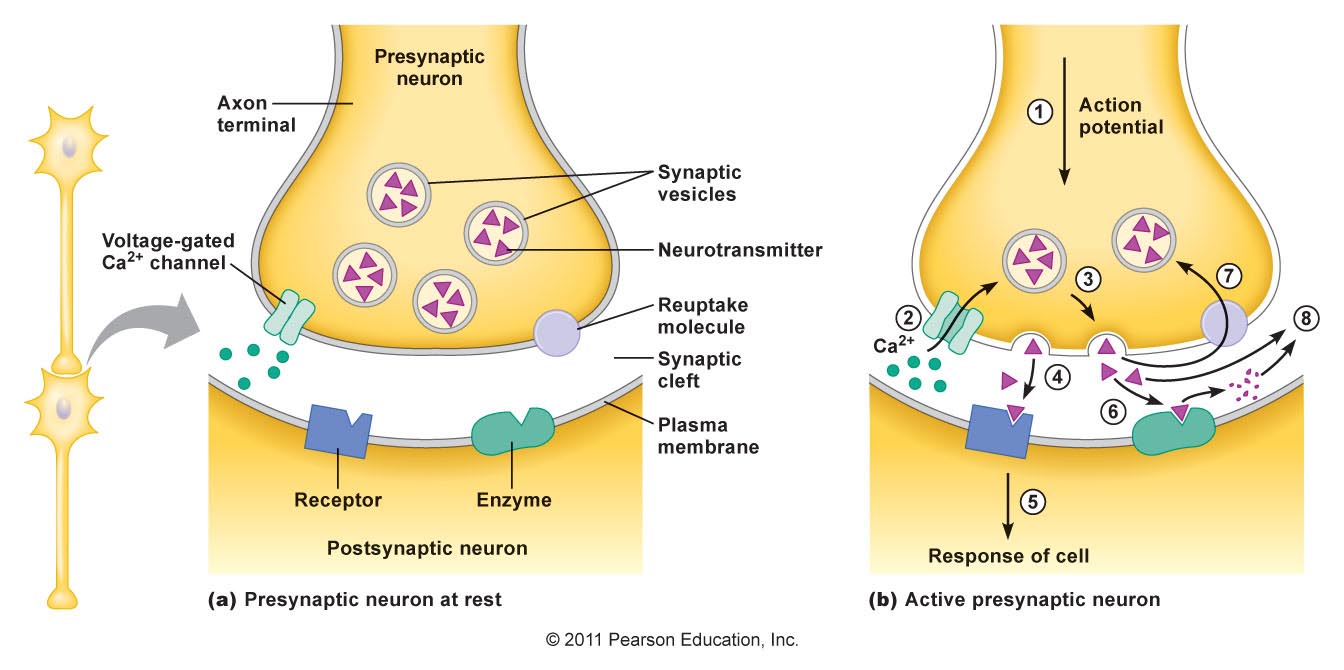 Presynaptic
neuron
Axon
terminal
Synaptic
vesicles
Voltage-gated
Ca²⁺ channel
Neurotransmitter
Reuptake
molecule
Synaptic
cleft
Plasma
membrane
Receptor
Enzyme
Postsynaptic neuron
(a) Presynaptic neuron at rest
1
Action
potential
2
Ca²⁺
3
7
8
4
6
5
Response of cell
(b) Active presynaptic neuron
© 2011 Pearson Education, Inc.